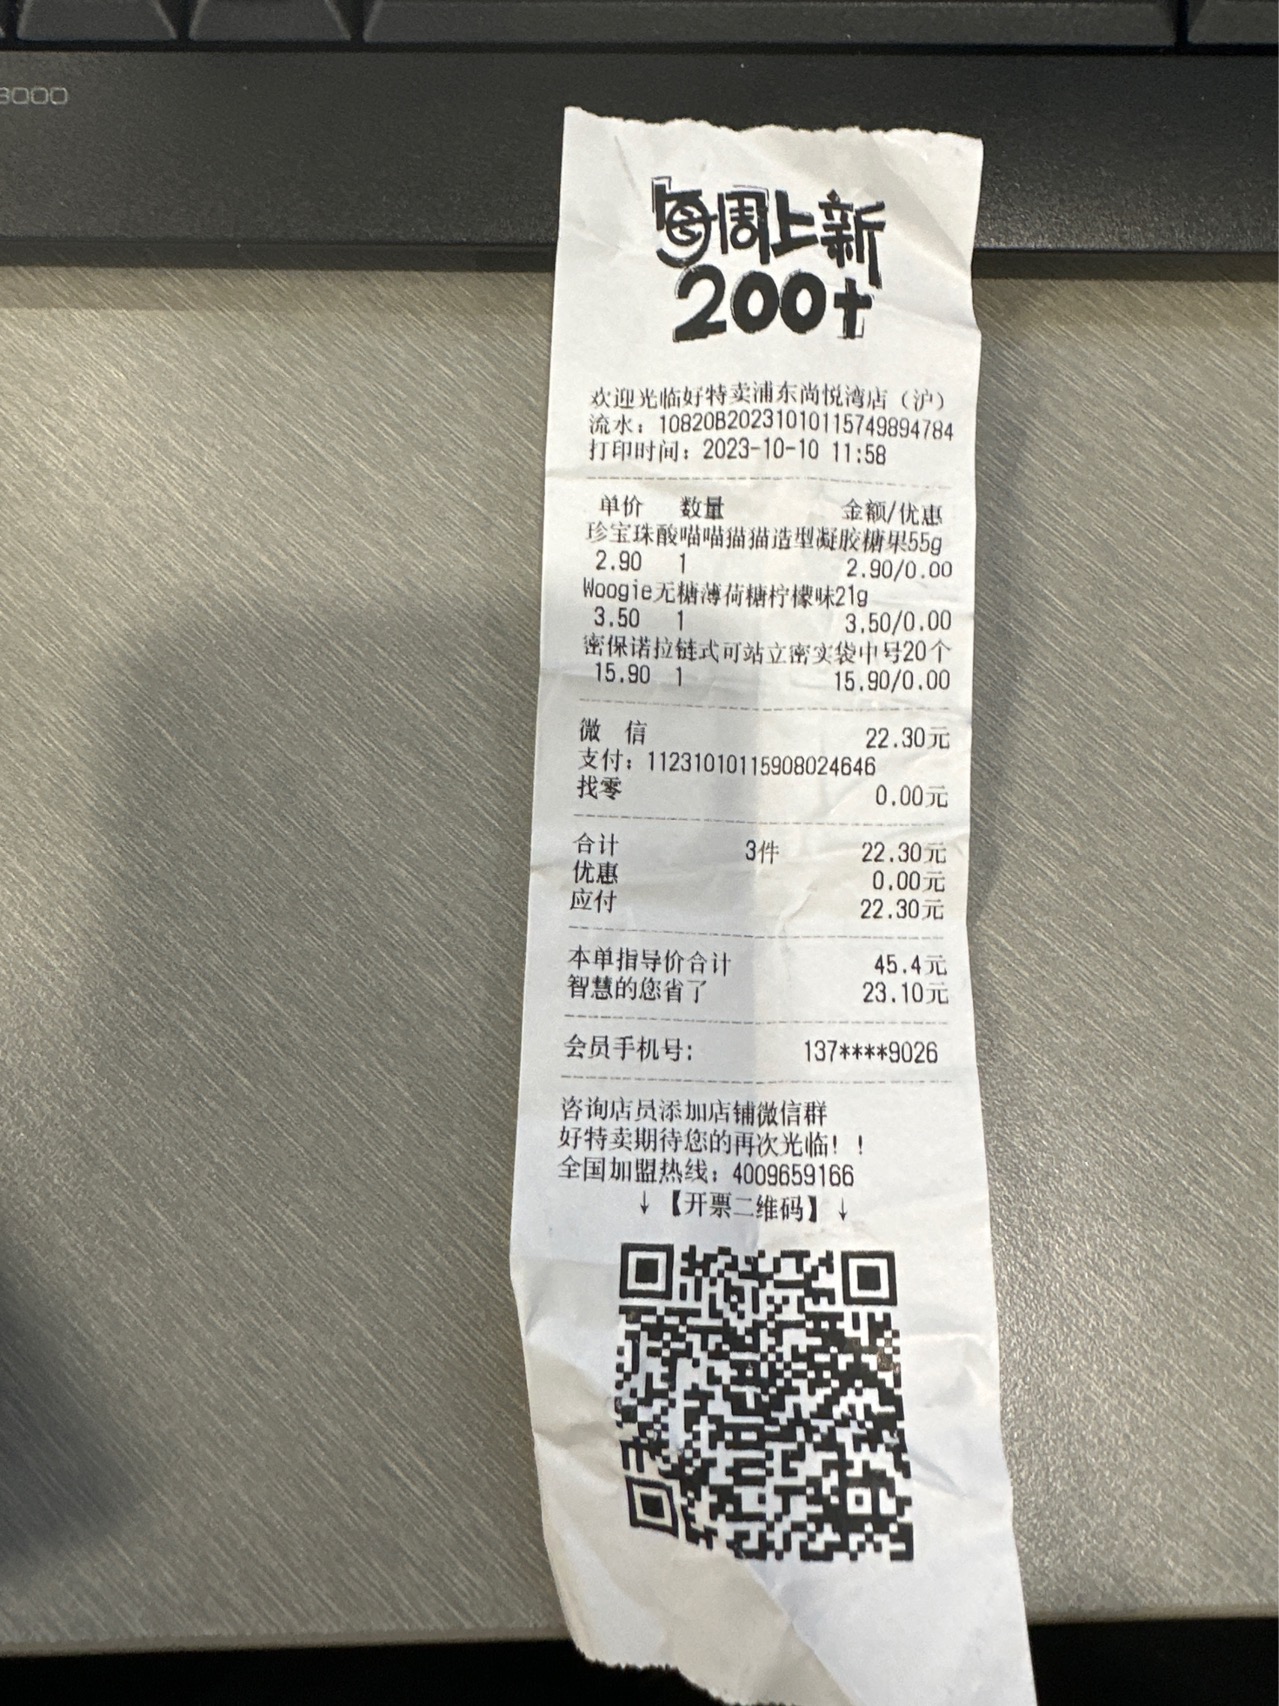 3000
每周上新
200+
欢迎光临好特卖浦东尚悦湾店（沪）
流水：10820B20231010115749894784
打印时间：2023-10-10 11:58
单价 数量 金额/优惠
珍宝珠酸喵喵猫猫造型凝胶糖果55g
2.90 1 2.90/0.00
Woogie无糖薄荷糖柠檬味21g
3.50 1 3.50/0.00
密保诺拉链式可站立密实袋中号20个
15.90 1 15.90/0.00
微 信 22.30元
支付：11231010115908024646
找零 0.00元
合计 3件 22.30元
优惠 0.00元
应付 22.30元
本单指导价合计 45.4元
智慧的您省了 23.10元
会员手机号: 137****9026
咨询店员添加店铺微信群
好特卖期待您的再次光临！！
全国加盟热线：4009659166
↓【开票二维码】↓